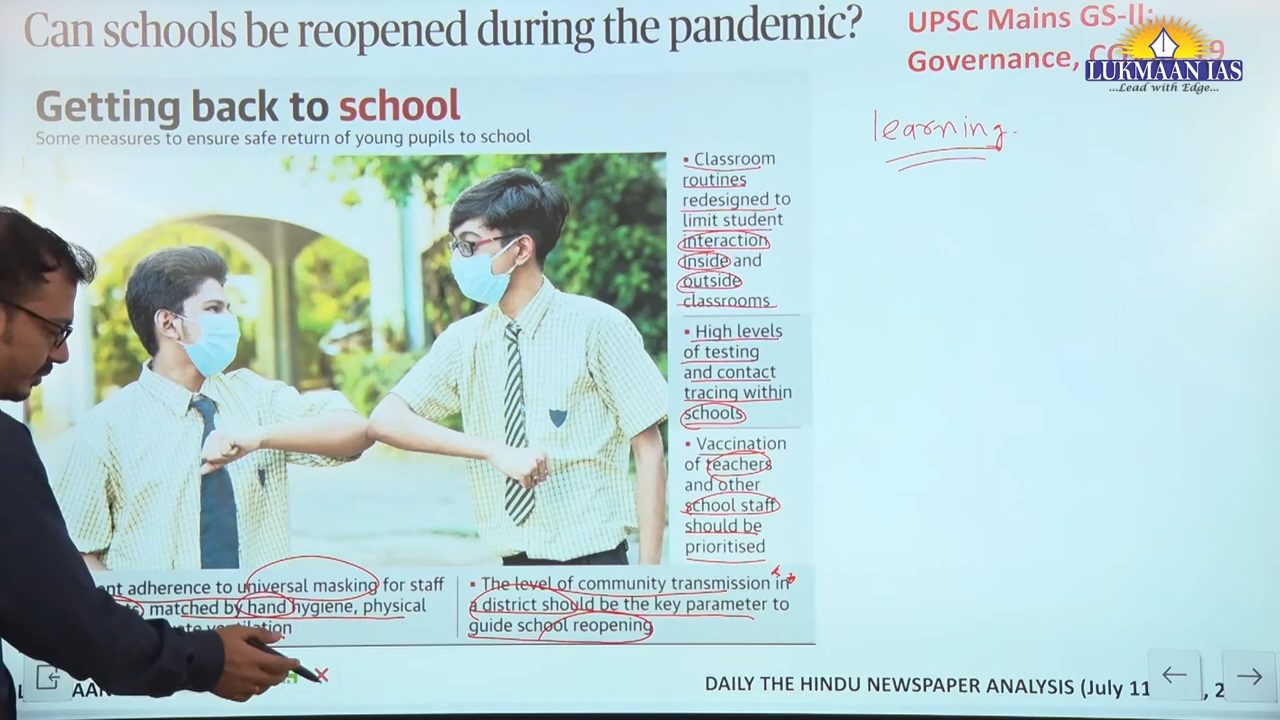 Can schools be reopened during the pandemic?
UPSC Mains GS-II:
Governance,
LUKMAAN IAS
...Lead with Edge...
learning.
Getting back to school
Some measures to ensure safe return of young pupils to school
▪ Classroom
routines
redesigned to
limit student
interaction
inside and
outside
classrooms
▪ High levels
of testing
and contact
tracing within
schools
▪ Vaccination
of teachers
and other
school staff
should be
prioritised
adherence to universal masking for staff
matched by hand hygiene, physical
ventilation
▪ The level of community transmission in
a district should be the key parameter to
guide school reopening
DAILY THE HINDU NEWSPAPER ANALYSIS (July 11